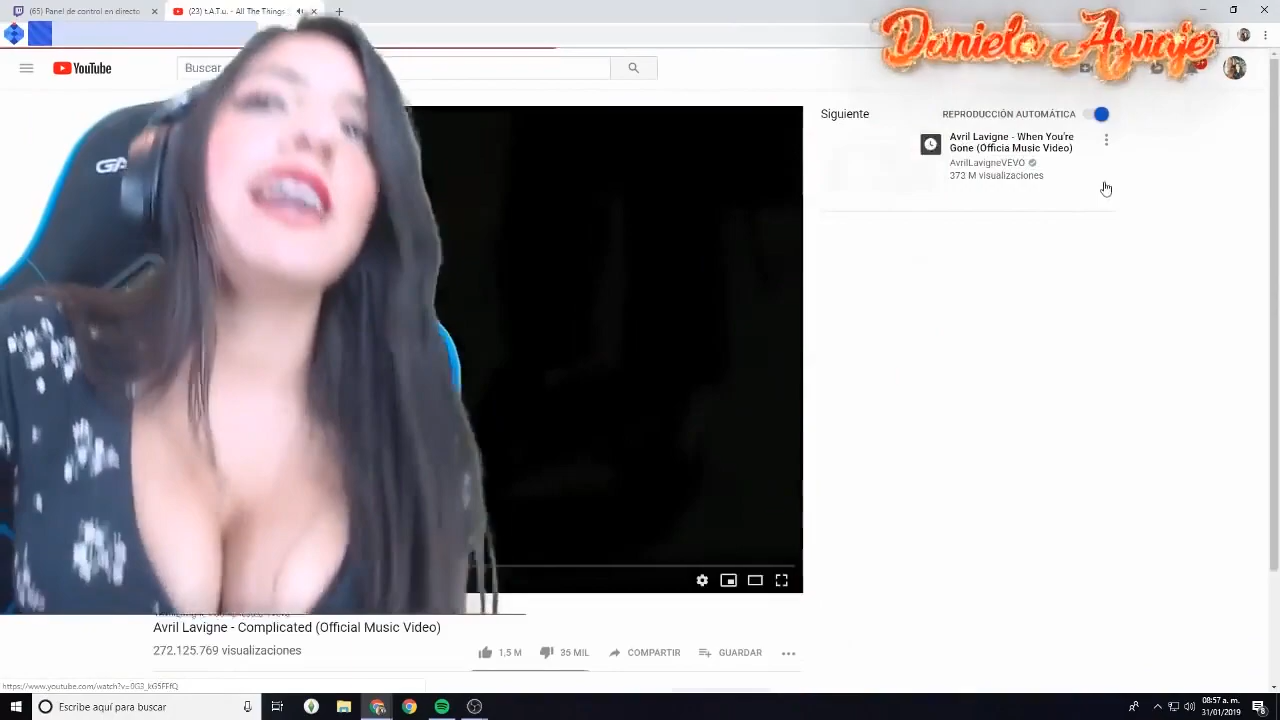 (65) Panel de control en directo
(23) t.A.T.u. - All The Things
Daniela Azuaje
YouTube
Buscar
Siguiente
REPRODUCCIÓN AUTOMÁTICA
Avril Lavigne - When You're
Gone (Officia Music Video)
AvrilLavigneVEVO
373 M visualizaciones
Avril Lavigne - Complicated (Official Music Video)
272.125.769 visualizaciones
1,5 M
35 MIL
COMPARTIR
GUARDAR
Escribe aquí para buscar
08:57 a. m.
31/01/2019